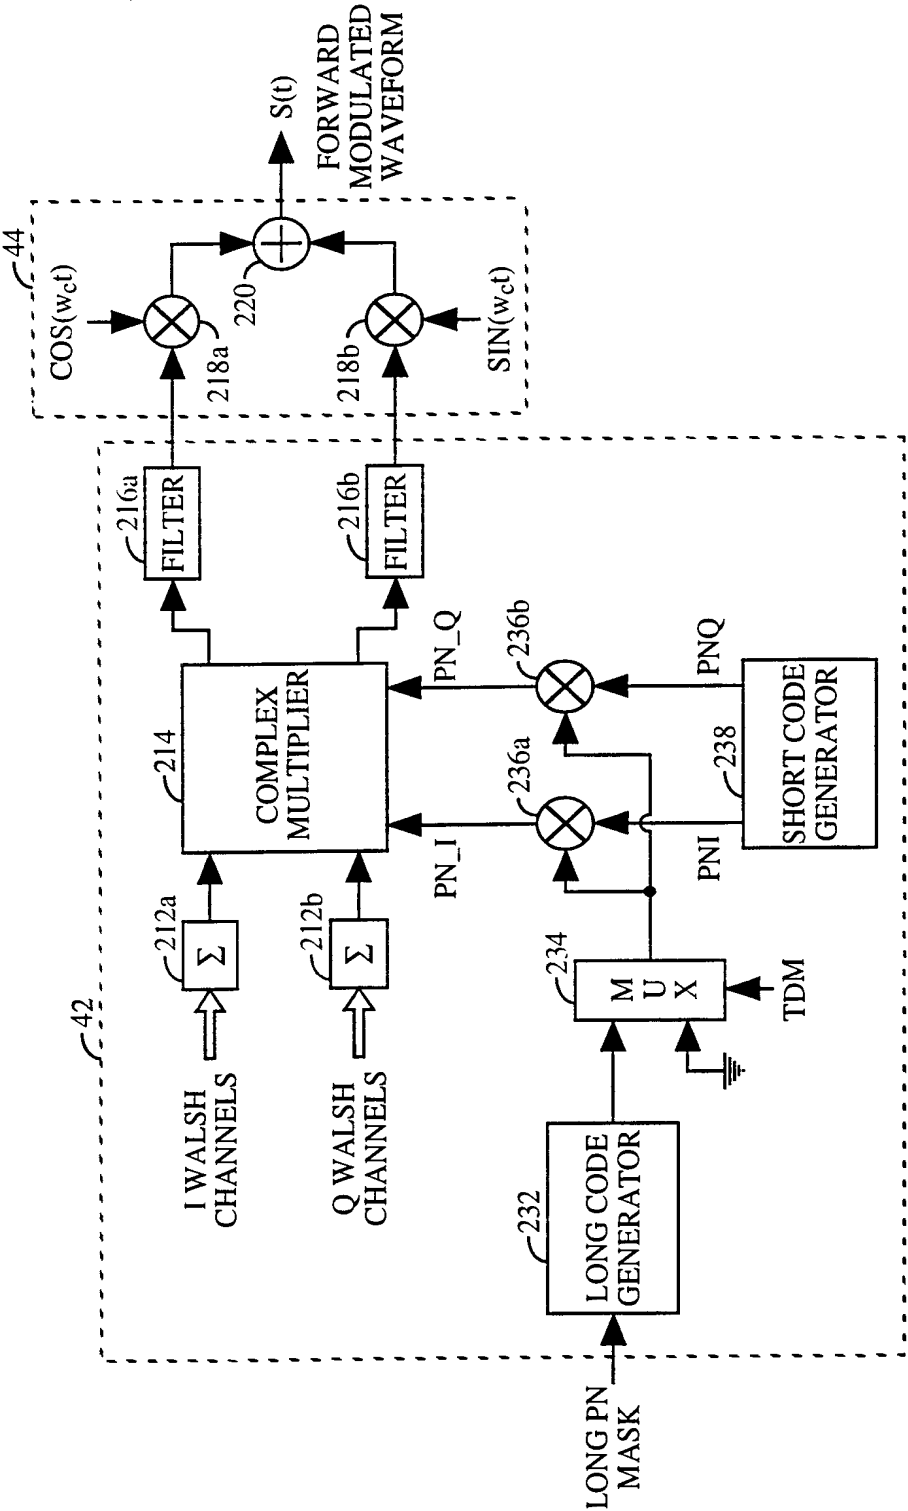 42
44
I WALSH
CHANNELS
212a
Σ
Q WALSH
CHANNELS
212b
Σ
214
COMPLEX
MULTIPLIER
216a
FILTER
216b
FILTER
COS(wct)
218a
218b
SIN(wct)
220
S(t)
FORWARD
MODULATED
WAVEFORM
PN_I
PN_Q
236a
236b
LONG PN
MASK
232
LONG CODE
GENERATOR
234
M
U
X
TDM
PNI
PNQ
238
SHORT CODE
GENERATOR